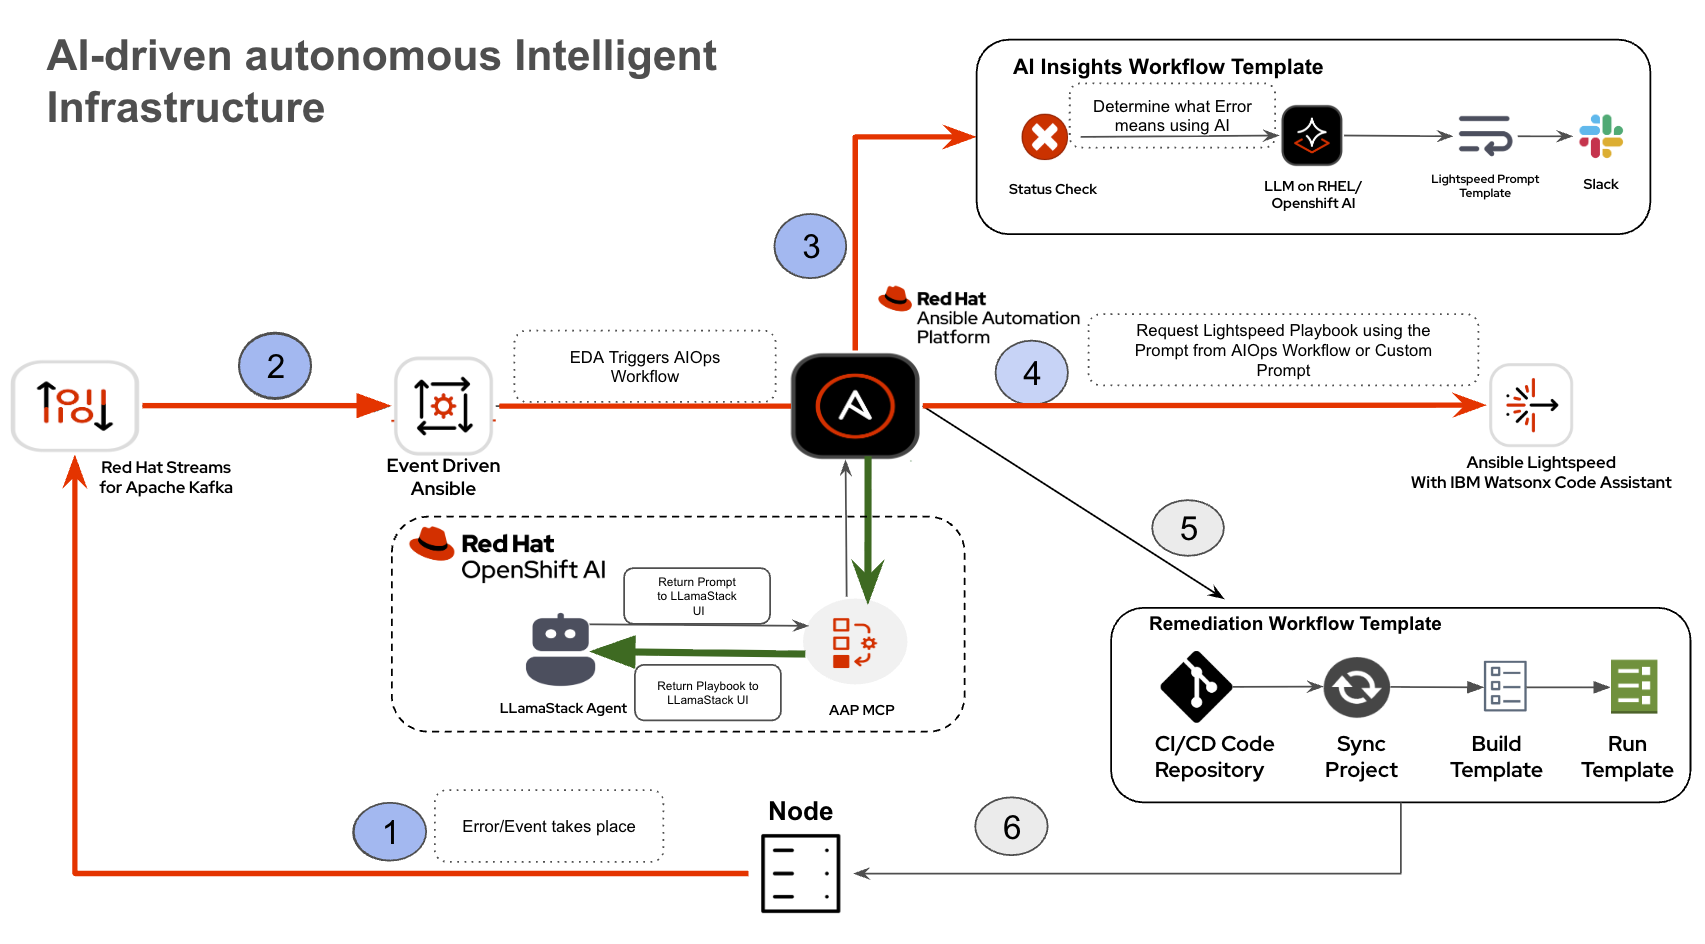 AI-driven autonomous Intelligent
Infrastructure
AI Insights Workflow Template
Determine what Error
means using AI
Status Check
LLM on RHEL/
Openshift AI
Lightspeed Prompt
Template
Slack
3
Red Hat
Ansible Automation
Platform
2
EDA Triggers AIOps
Workflow
4
Request Lightspeed Playbook using the
Prompt from AIOps Workflow or Custom
Prompt
Red Hat Streams
for Apache Kafka
Event Driven
Ansible
Ansible Lightspeed
With IBM Watsonx Code Assistant
5
Red Hat
OpenShift AI
Return Prompt
to LLamaStack
UI
Return Playbook to
LLamaStack UI
LLamaStack Agent
AAP MCP
Remediation Workflow Template
CI/CD Code
Repository
Sync
Project
Build
Template
Run
Template
1
Error/Event takes place
Node
6